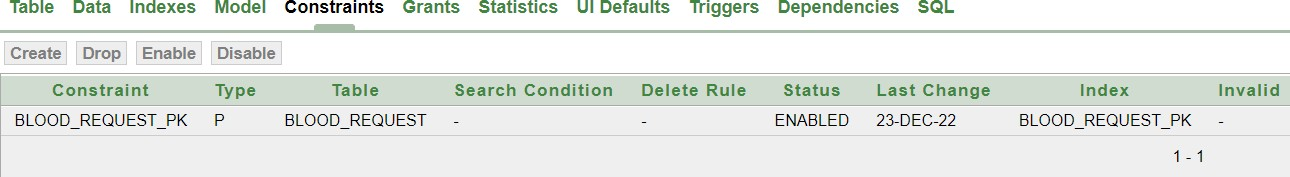 Table Data Indexes Model Constraints Grants Statistics UI Defaults Triggers Dependencies SQL
Create Drop Enable Disable
Constraint Type Table Search Condition Delete Rule Status Last Change Index Invalid
BLOOD_REQUEST_PK P BLOOD_REQUEST - - ENABLED 23-DEC-22 BLOOD_REQUEST_PK -
1 - 1